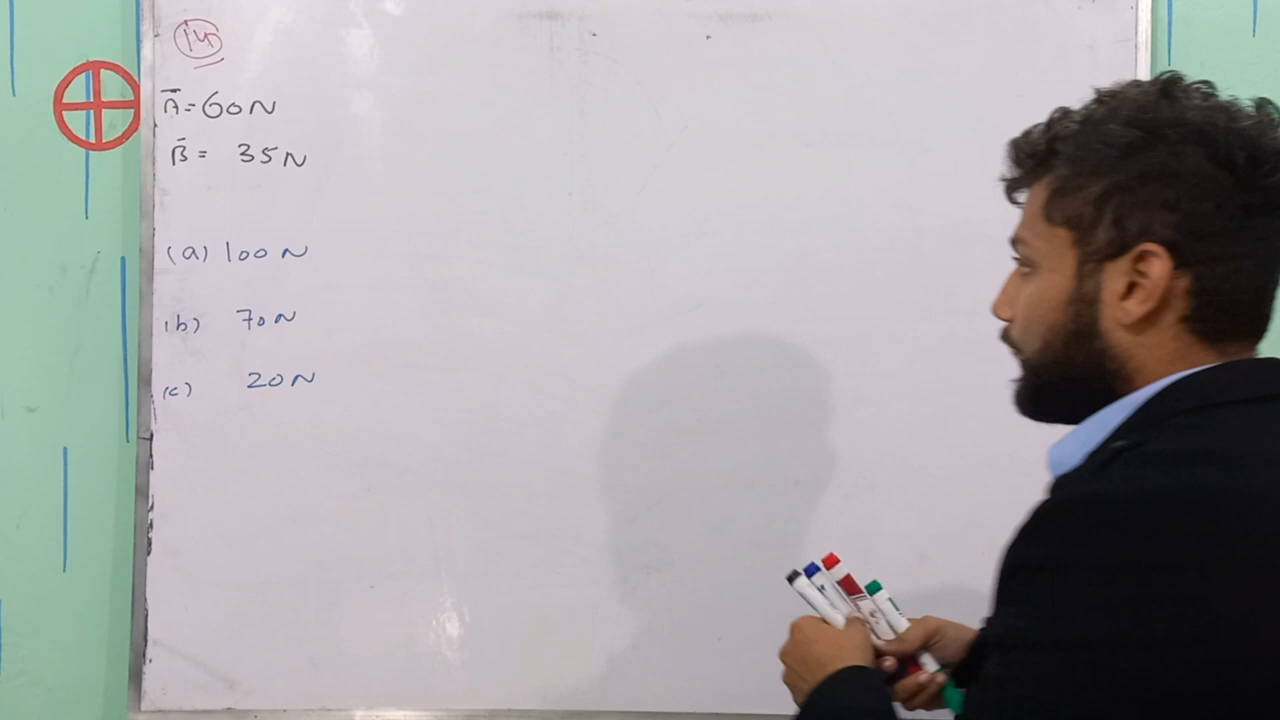 14
A̅ = 60N
B̅ = 35N
(a) 100 N
(b) 70N
(c) 20N